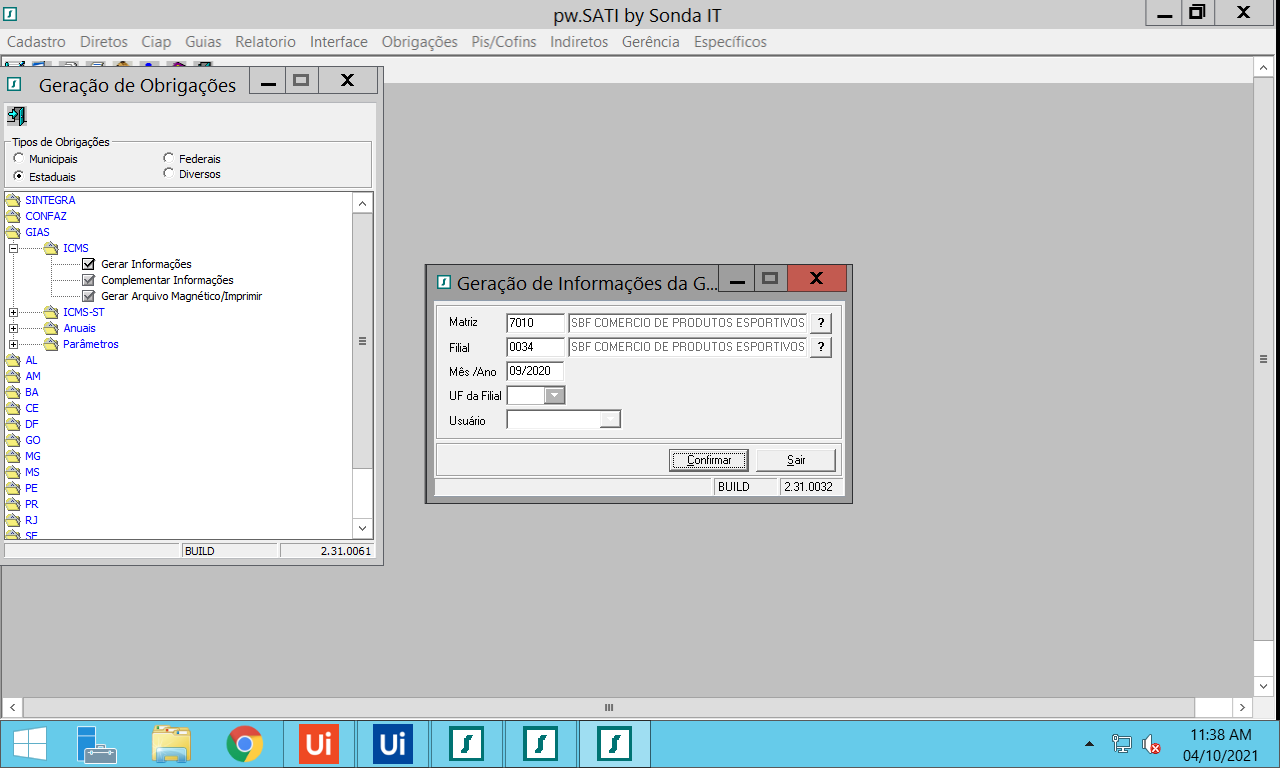 pw.SATI by Sonda IT
Cadastro Diretos Ciap Guias Relatorio Interface Obrigações Pis/Cofins Indiretos Gerência Específicos
Geração de Obrigações
Tipos de Obrigações
Municipais Federais
Estaduais Diversos
SINTEGRA
CONFAZ
GIAS
ICMS
Gerar Informações
Complementar Informações
Gerar Arquivo Magnético/Imprimir
ICMS-ST
Anuais
Parâmetros
AL
AM
BA
CE
DF
GO
MG
MS
PE
PR
RJ
SE
BUILD 2.31.0061
Geração de Informações da G...
Matriz 7010 SBF COMERCIO DE PRODUTOS ESPORTIVOS ?
Filial 0034 SBF COMERCIO DE PRODUTOS ESPORTIVOS ?
Mês /Ano 09/2020
UF da Filial
Usuário
Confirmar Sair
BUILD 2.31.0032
Ui Ui
11:38 AM
04/10/2021